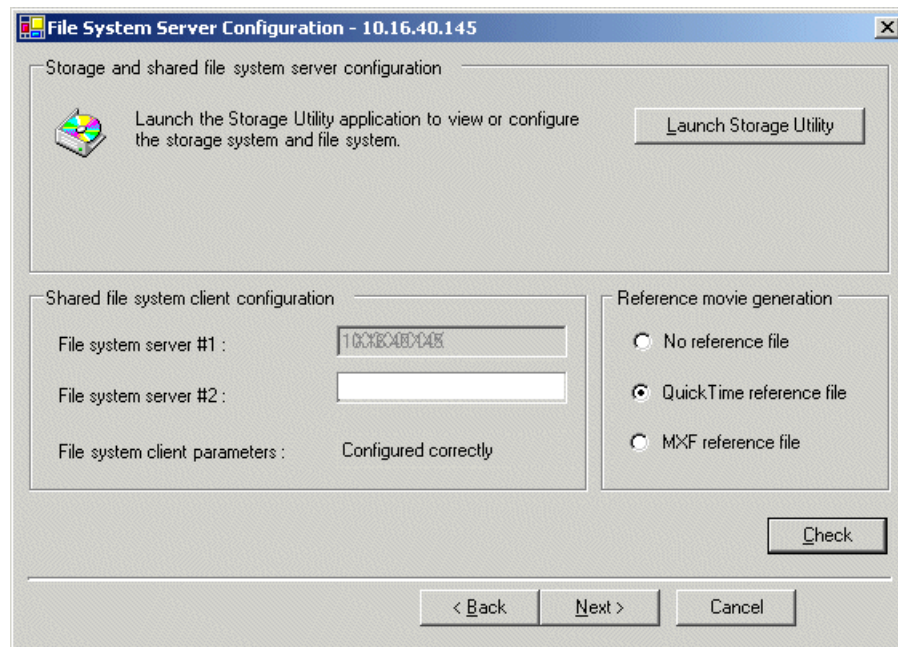 File System Server Configuration - 10.16.40.145
Storage and shared file system server configuration
Launch the Storage Utility application to view or configure
the storage system and file system.
Launch Storage Utility
Shared file system client configuration
File system server #1 :
File system server #2 :
File system client parameters :
Configured correctly
Reference movie generation
No reference file
QuickTime reference file
MXF reference file
Check
< Back
Next >
Cancel